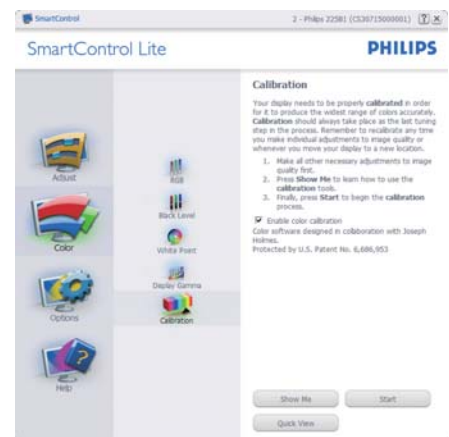 SmartControl
2 - Philips 225B1 (CS30715000001)
SmartControl Lite
PHILIPS
Adjust
Color
Options
Help
RGB
Black Level
White Point
Display Gamma
Calibration
Calibration
Your display needs to be properly calibrated in order
for it to produce the widest range of colors accurately.
Calibration should always take place as the last tuning
step in the process. Remember to recalibrate any time
you make individual adjustments to image quality or
whenever you move your display to a new location.
1. Make all other necessary adjustments to image
quality first.
2. Press Show Me to learn how to use the
calibration tools.
3. Finally, press Start to begin the calibration
process.
Enable color calibration
Color software designed in collaboration with Joseph
Holmes.
Protected by U.S. Patent No. 6,686,953
Show Me
Start
Quick View